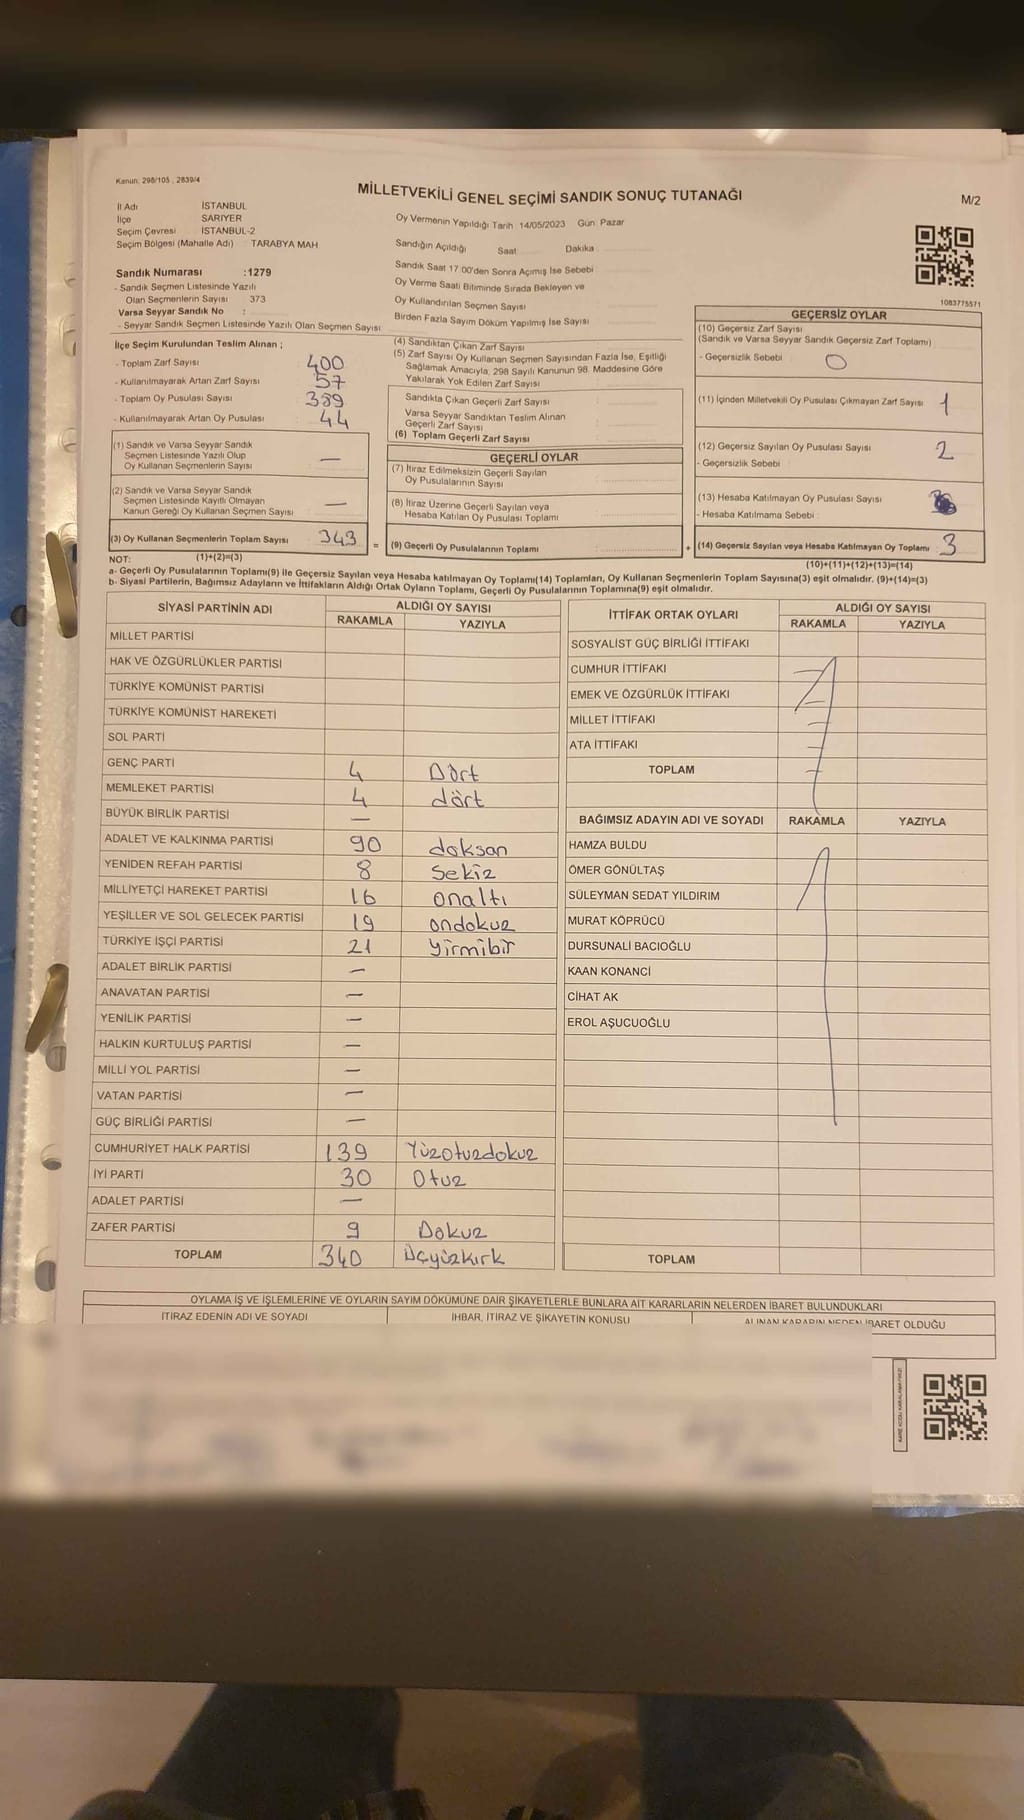 Kanun: 298/105 , 2839/4
MİLLETVEKİLİ GENEL SEÇİMİ SANDIK SONUÇ TUTANAĞI
M/2
İl Adı İSTANBUL
İlçe SARIYER
Seçim Çevresi İSTANBUL-2
Seçim Bölgesi (Mahalle Adı) TARABYA MAH
Oy Vermenin Yapıldığı Tarih 14/05/2023 Gün: Pazar
Sandığın Açıldığı Saat Dakika
Sandık Saat 17 00'den Sonra Açımış İse Sebebi
Oy Verme Saati Bitiminde Sırada Bekleyen ve
Oy Kullandırılan Seçmen Sayısı
Birden Fazla Sayım Döküm Yapılmış İse Sayısı
1083775571
Sandık Numarası :1279
- Sandık Seçmen Listesinde Yazılı
Olan Seçmenlerin Sayısı 373
Varsa Seyyar Sandık No :
- Seyyar Sandık Seçmen Listesinde Yazılı Olan Seçmen Sayısı
İlçe Seçim Kurulundan Teslim Alınan ;
- Toplam Zarf Sayısı 400
- Kullanılmayarak Artan Zarf Sayısı 57
- Toplam Oy Pusulası Sayısı 389
- Kullanılmayarak Artan Oy Pusulası 44
(1) Sandık ve Varsa Seyyar Sandık
Seçmen Listesinde Yazılı Olup
Oy Kullanan Seçmenlerin Sayısı —
(2) Sandık ve Varsa Seyyar Sandık
Seçmen Listesinde Kayıtlı Olmayan
Kanun Gereği Oy Kullanan Seçmen Sayısı —
(3) Oy Kullanan Seçmenlerin Toplam Sayısı 343 =
(1)+(2)=(3)
(4) Sandıktan Çıkan Zarf Sayısı
(5) Zarf Sayısı Oy Kullanan Seçmen Sayısından Fazla İse, Eşitliği
Sağlamak Amacıyla, 298 Sayılı Kanunun 98. Maddesine Göre
Yakılarak Yok Edilen Zarf Sayısı
Sandıkta Çıkan Geçerli Zarf Sayısı
Varsa Seyyar Sandıktan Teslim Alınan
Geçerli Zarf Sayısı
(6) Toplam Geçerli Zarf Sayısı
GEÇERLİ OYLAR
(7) İtiraz Edilmeksizin Geçerli Sayılan
Oy Pusulalarının Sayısı
(8) İtiraz Üzerine Geçerli Sayılan veya
Hesaba Katılan Oy Pusulası Toplamı
(9) Geçerli Oy Pusulalarının Toplamı +
GEÇERSİZ OYLAR
(10) Geçersiz Zarf Sayısı
(Sandık ve Varsa Seyyar Sandık Geçersiz Zarf Toplamı)
- Geçersizlik Sebebi 0
(11) İçinden Milletvekili Oy Pusulası Çıkmayan Zarf Sayısı 1
(12) Geçersiz Sayılan Oy Pusulası Sayısı 2
- Geçersizlik Sebebi
(13) Hesaba Katılmayan Oy Pusulası Sayısı
- Hesaba Katılmama Sebebi :
(14) Geçersiz Sayılan veya Hesaba Katılmayan Oy Toplamı 3
(10)+(11)+(12)+(13)=(14)
NOT:
a- Geçerli Oy Pusulalarının Toplamı(9) ile Geçersiz Sayılan veya Hesaba katılmayan Oy Toplamı(14) Toplamları, Oy Kullanan Seçmenlerin Toplam Sayısına(3) eşit olmalıdır. (9)+(14)=(3)
b- Siyasi Partilerin, Bağımsız Adayların ve İttifakların Aldığı Ortak Oyların Toplamı, Geçerli Oy Pusulalarının Toplamına(9) eşit olmalıdır.
SİYASİ PARTİNİN ADI ALDIĞI OY SAYISI
RAKAMLA YAZIYLA
MİLLET PARTİSİ
HAK VE ÖZGÜRLÜKLER PARTİSİ
TÜRKİYE KOMÜNİST PARTİSİ
TÜRKİYE KOMÜNİST HAREKETİ
SOL PARTİ
GENÇ PARTİ 4 Dört
MEMLEKET PARTİSİ 4 dört
BÜYÜK BİRLİK PARTİSİ —
ADALET VE KALKINMA PARTİSİ 90 doksan
YENİDEN REFAH PARTİSİ 8 Sekiz
MİLLİYETÇİ HAREKET PARTİSİ 16 onaltı
YEŞİLLER VE SOL GELECEK PARTİSİ 19 ondokuz
TÜRKİYE İŞÇİ PARTİSİ 21 yirmibir
ADALET BİRLİK PARTİSİ —
ANAVATAN PARTİSİ —
YENİLİK PARTİSİ —
HALKIN KURTULUŞ PARTİSİ —
MİLLİ YOL PARTİSİ —
VATAN PARTİSİ —
GÜÇ BİRLİĞİ PARTİSİ —
CUMHURİYET HALK PARTİSİ 139 Yüzotuzdokuz
İYİ PARTİ 30 Otuz
ADALET PARTİSİ —
ZAFER PARTİSİ 9 Dokuz
TOPLAM 340 Üçyüzkırk
İTTİFAK ORTAK OYLARI ALDIĞI OY SAYISI
RAKAMLA YAZIYLA
SOSYALİST GÜÇ BİRLİĞİ İTTİFAKI
CUMHUR İTTİFAKI
EMEK VE ÖZGÜRLÜK İTTİFAKI
MİLLET İTTİFAKI
ATA İTTİFAKI
TOPLAM
BAĞIMSIZ ADAYIN ADI VE SOYADI RAKAMLA YAZIYLA
HAMZA BULDU
ÖMER GÖNÜLTAŞ
SÜLEYMAN SEDAT YILDIRIM
MURAT KÖPRÜCÜ
DURSUNALİ BACIOĞLU
KAAN KONANCİ
CİHAT AK
EROL AŞUCUOĞLU
TOPLAM
OYLAMA İŞ VE İŞLEMLERİNE VE OYLARIN SAYIM DÖKÜMÜNE DAİR ŞİKAYETLERLE BUNLARA AİT KARARLARIN NELERDEN İBARET BULUNDUKLARI
İTİRAZ EDENİN ADI VE SOYADI İHBAR, İTİRAZ VE ŞİKAYETİN KONUSU ALINAN KARARIN NEDEN İBARET OLDUĞU